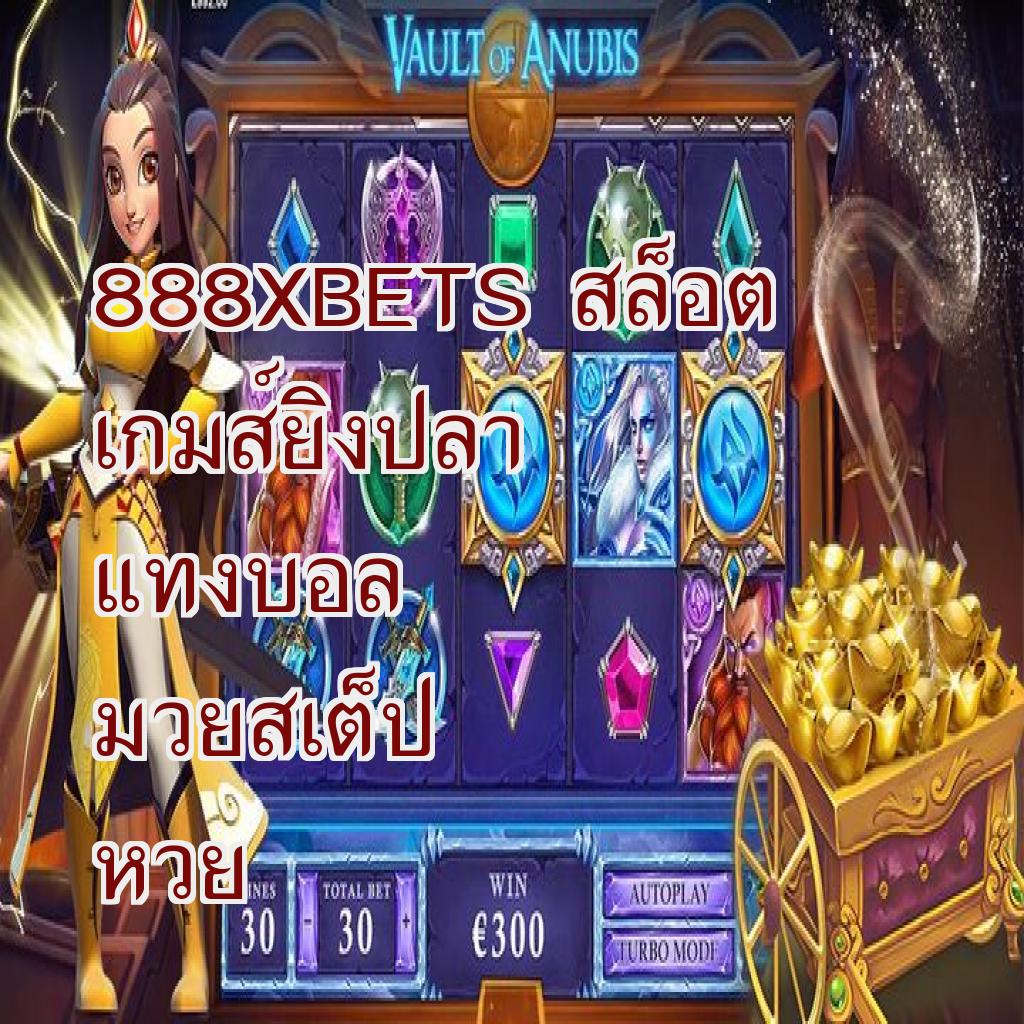 VAULT OF ANUBIS
888XBETS สล็อต
เกมส์ยิงปลา
แทงบอล
มวยสเต็ป
หวย
TOTAL BET
WIN
AUTOPLAY
30
- 30 +
€300
TURBO MODE